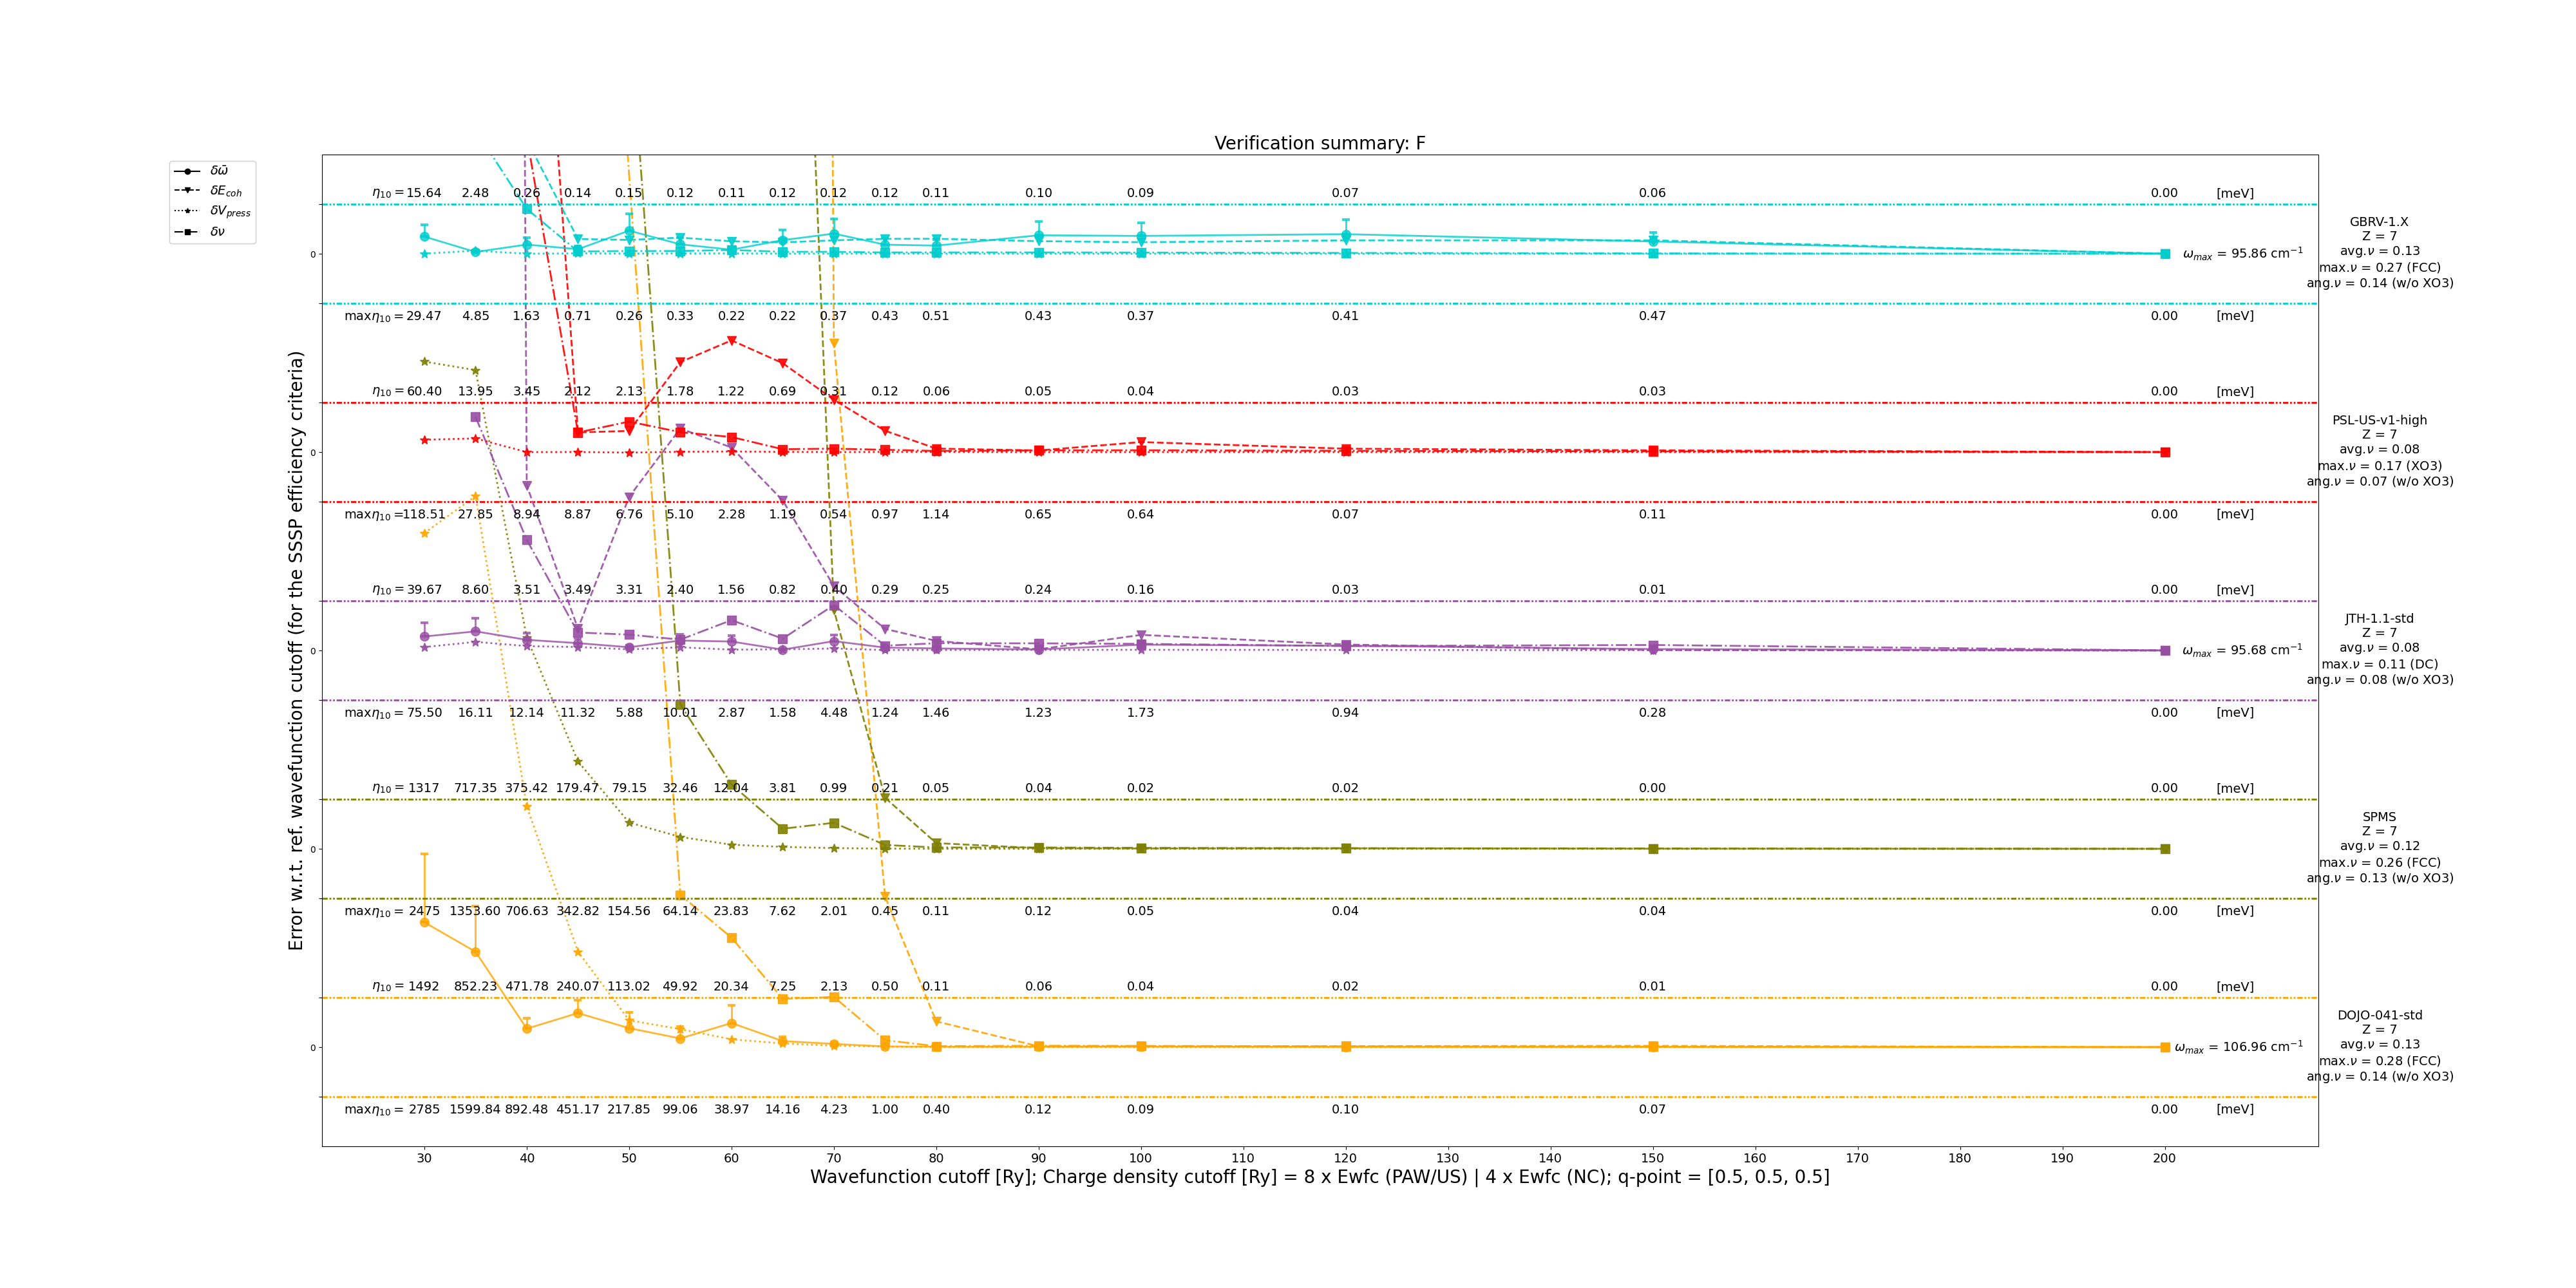 Verification summary: F
δω̄
δE_coh
δV_press
δν
Error w.r.t. ref. wavefunction cutoff (for the SSSP efficiency criteria)
η₁₀ = 15.64 2.48 0.26 0.14 0.15 0.12 0.11 0.12 0.12 0.12 0.11 0.10 0.09 0.07 0.06 0.00 [meV]
0
ω_max = 95.86 cm⁻¹
maxη₁₀ = 29.47 4.85 1.63 0.71 0.26 0.33 0.22 0.22 0.37 0.43 0.51 0.43 0.37 0.41 0.47 0.00 [meV]
GBRV-1.X
Z = 7
avg.ν = 0.13
max.ν = 0.27 (FCC)
ang.ν = 0.14 (w/o XO3)
η₁₀ = 60.40 13.95 3.45 2.12 2.13 1.78 1.22 0.69 0.31 0.12 0.06 0.05 0.04 0.03 0.03 0.00 [meV]
0
maxη₁₀ = 118.51 27.85 8.94 8.87 6.76 5.10 2.28 1.19 0.54 0.97 1.14 0.65 0.64 0.07 0.11 0.00 [meV]
PSL-US-v1-high
Z = 7
avg.ν = 0.08
max.ν = 0.17 (XO3)
ang.ν = 0.07 (w/o XO3)
η₁₀ = 39.67 8.60 3.51 3.49 3.31 2.40 1.56 0.82 0.40 0.29 0.25 0.24 0.16 0.03 0.01 0.00 [meV]
0
ω_max = 95.68 cm⁻¹
maxη₁₀ = 75.50 16.11 12.14 11.32 5.88 10.01 2.87 1.58 4.48 1.24 1.46 1.23 1.73 0.94 0.28 0.00 [meV]
JTH-1.1-std
Z = 7
avg.ν = 0.08
max.ν = 0.11 (DC)
ang.ν = 0.08 (w/o XO3)
η₁₀ = 1317 717.35 375.42 179.47 79.15 32.46 12.04 3.81 0.99 0.21 0.05 0.04 0.02 0.02 0.00 0.00 [meV]
0
maxη₁₀ = 2475 1353.60 706.63 342.82 154.56 64.14 23.83 7.62 2.01 0.45 0.11 0.12 0.05 0.04 0.04 0.00 [meV]
SPMS
Z = 7
avg.ν = 0.12
max.ν = 0.26 (FCC)
ang.ν = 0.13 (w/o XO3)
η₁₀ = 1492 852.23 471.78 240.07 113.02 49.92 20.34 7.25 2.13 0.50 0.11 0.06 0.04 0.02 0.01 0.00 [meV]
0
ω_max = 106.96 cm⁻¹
maxη₁₀ = 2785 1599.84 892.48 451.17 217.85 99.06 38.97 14.16 4.23 1.00 0.40 0.12 0.09 0.10 0.07 0.00 [meV]
DOJO-041-std
Z = 7
avg.ν = 0.13
max.ν = 0.28 (FCC)
ang.ν = 0.14 (w/o XO3)
30 40 50 60 70 80 90 100 110 120 130 140 150 160 170 180 190 200
Wavefunction cutoff [Ry]; Charge density cutoff [Ry] = 8 x Ewfc (PAW/US) | 4 x Ewfc (NC); q-point = [0.5, 0.5, 0.5]